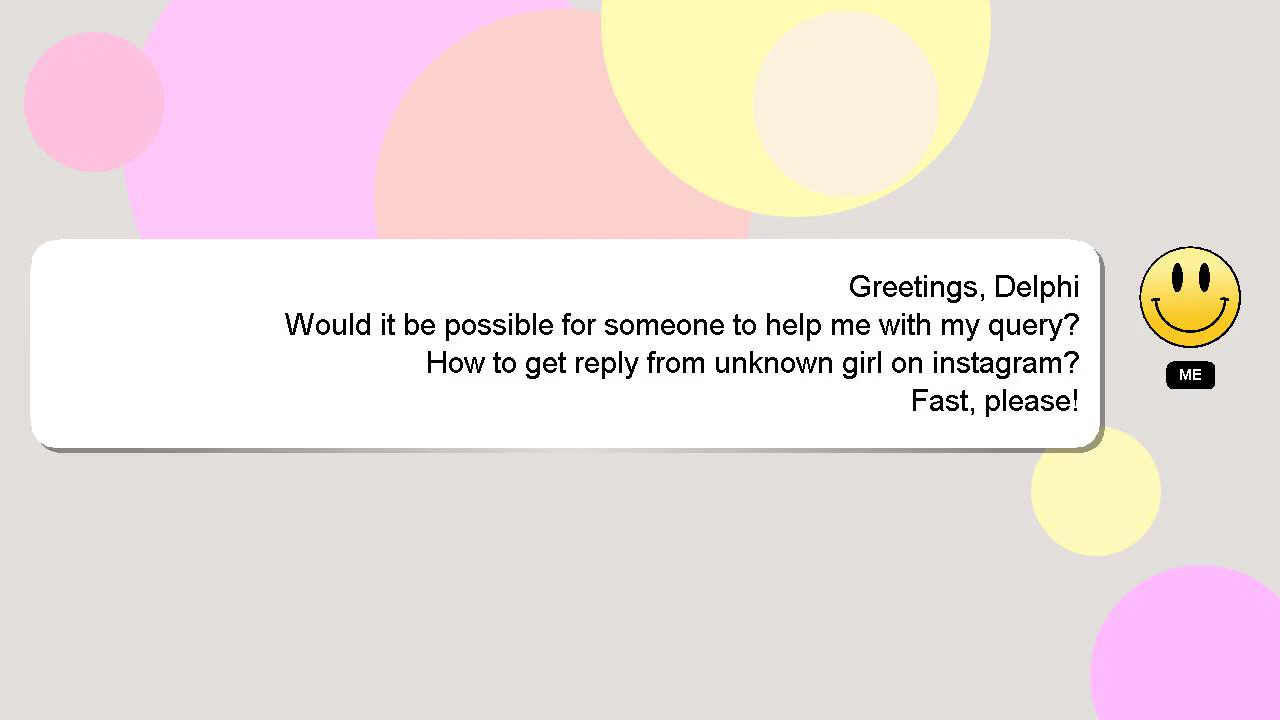 Greetings, Delphi
Would it be possible for someone to help me with my query?
How to get reply from unknown girl on instagram?
Fast, please!
ME